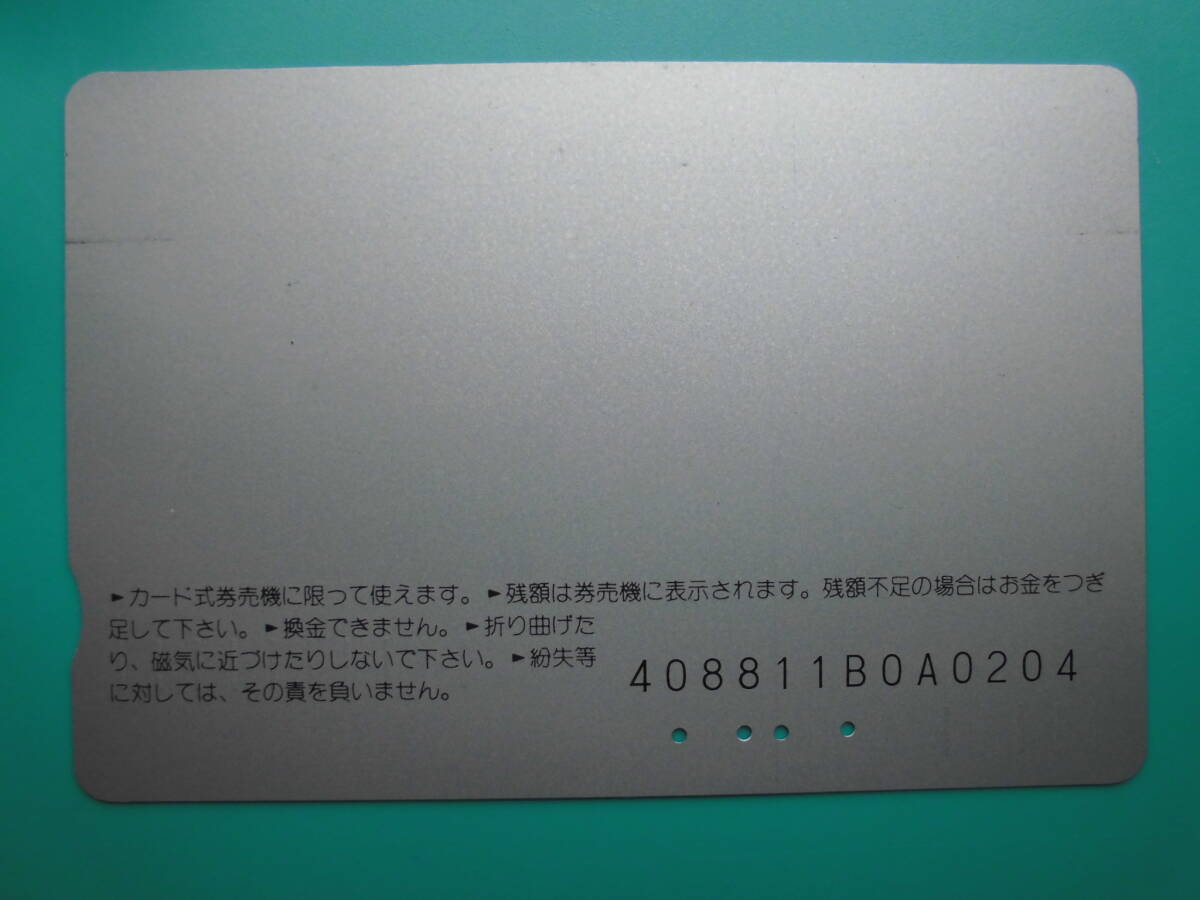 ►カード式券売機に限って使えます。►残額は券売機に表示されます。残額不足の場合はお金をつぎ
足して下さい。►換金できません。►折り曲げた
り、磁気に近づけたりしないで下さい。►紛失等
に対しては、その責を負いません。
408811B0A0204